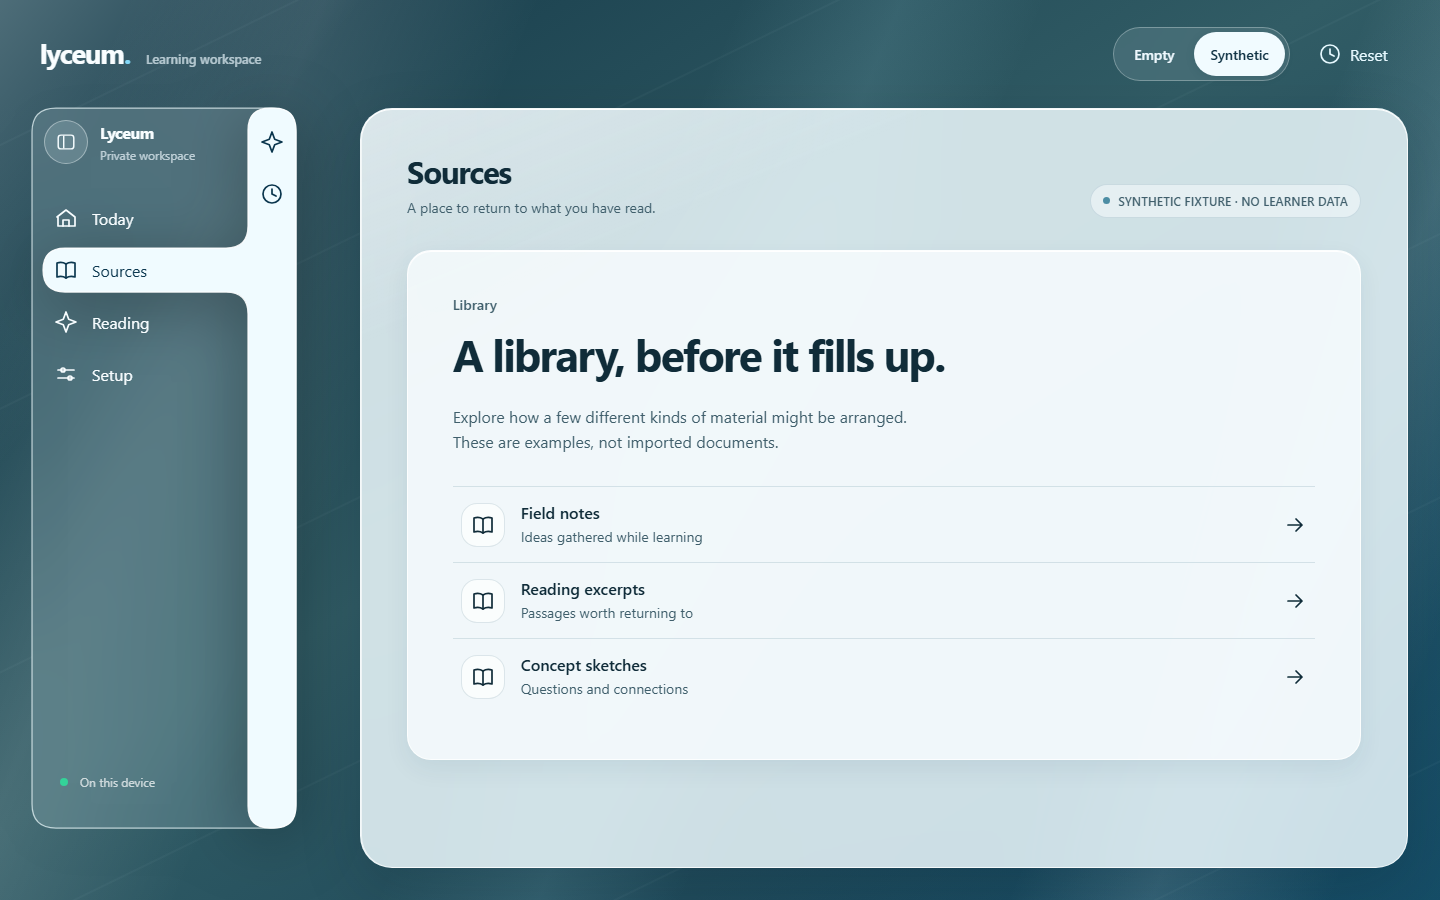 lyceum.
Learning workspace
Empty
Synthetic
Reset
Lyceum
Private workspace
Today
Sources
Reading
Setup
On this device
Sources
A place to return to what you have read.
SYNTHETIC FIXTURE · NO LEARNER DATA
Library
A library, before it fills up.
Explore how a few different kinds of material might be arranged.
These are examples, not imported documents.
Field notes
Ideas gathered while learning
Reading excerpts
Passages worth returning to
Concept sketches
Questions and connections